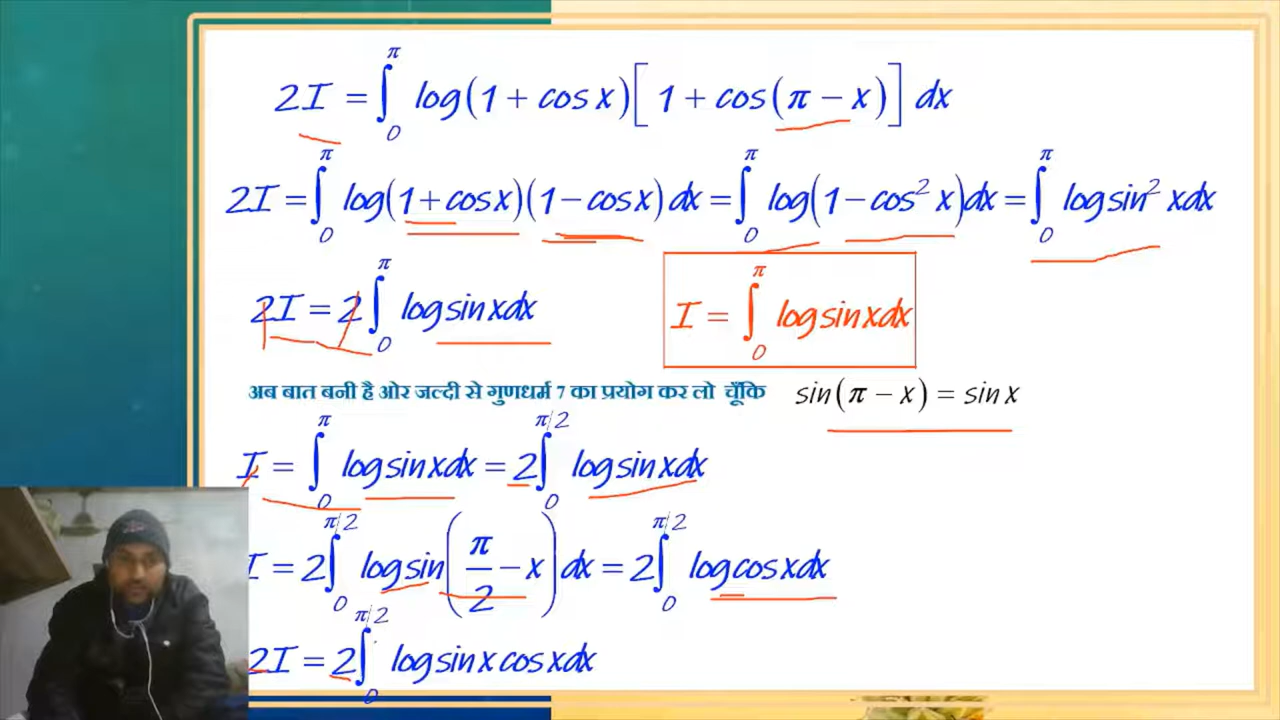 2I = ∫₀^π log(1 + cos x)[1 + cos(π − x)] dx
2I = ∫₀^π log(1 + cos x)(1 − cos x) dx = ∫₀^π log(1 − cos² x) dx = ∫₀^π log sin² x dx
2I = 2 ∫₀^π log sin x dx I = ∫₀^π log sin x dx
अब बात बनी है ओर जल्दी से गुणधर्म 7 का प्रयोग कर लो चूँकि sin(π − x) = sin x
I = ∫₀^π log sin x dx = 2 ∫₀^{π/2} log sin x dx
I = 2 ∫₀^{π/2} log sin(π/2 − x) dx = 2 ∫₀^{π/2} log cos x dx
2I = 2 ∫₀^{π/2} log sin x cos x dx